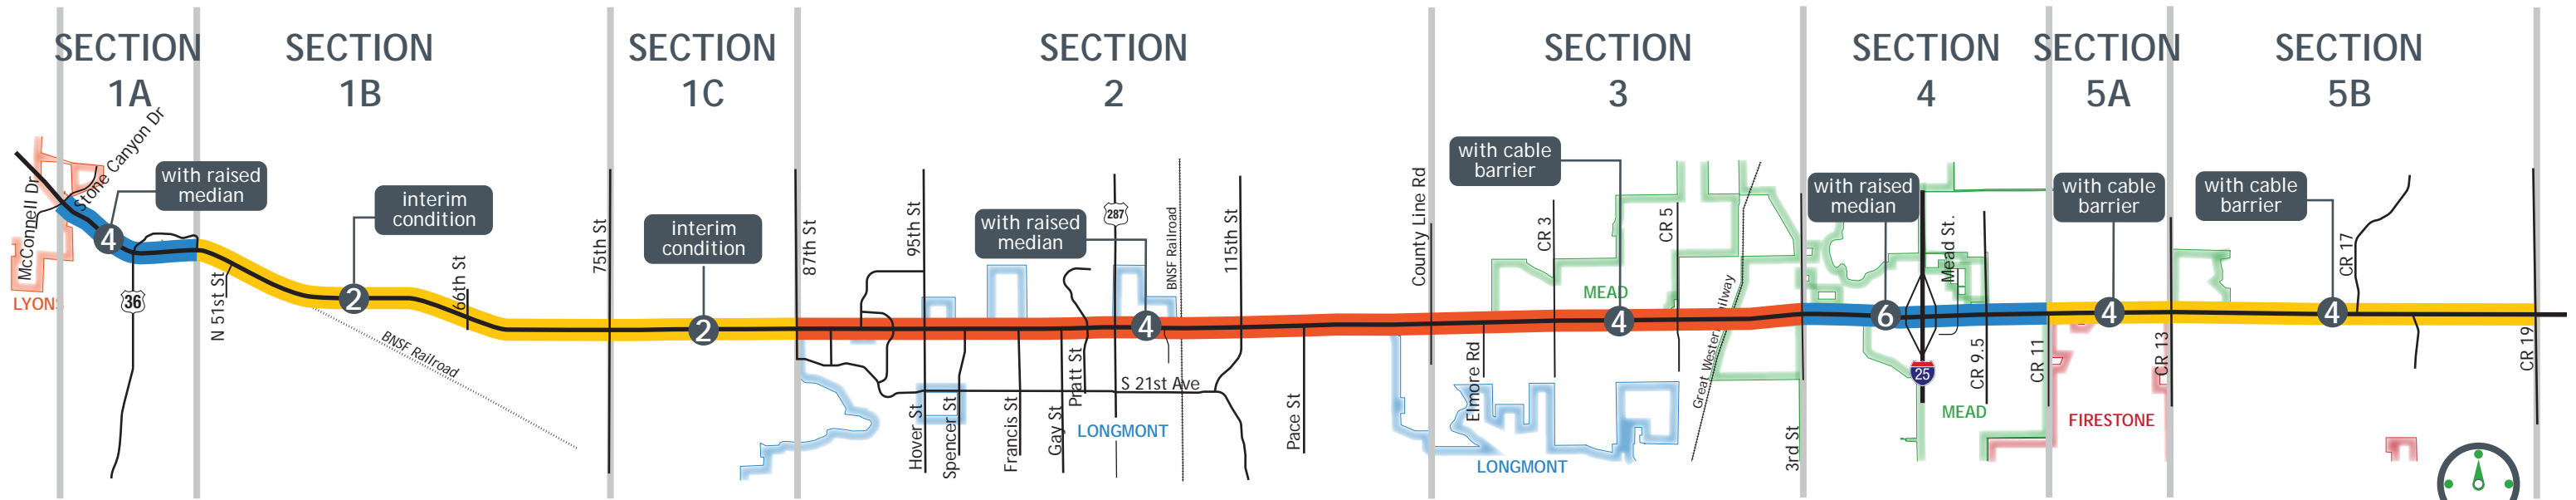 SECTION
1A
SECTION
1B
SECTION
1C
SECTION
2
SECTION
3
SECTION
4
SECTION
5A
SECTION
5B
McConnell Dr
Stone Canyon Dr
LYONS
4
with raised
median
36
N 51st St
2
interim
condition
BNSF Railroad
66th St
75th St
2
interim
condition
87th St
95th St
Hover St
Spencer St
Francis St
Gay St
Pratt St
with raised
median
287
4
BNSF Railroad
115th St
S 21st Ave
LONGMONT
Pace St
County Line Rd
with cable
barrier
4
Elmore Rd
CR 3
MEAD
CR 5
Great Western Railway
LONGMONT
3rd St
with raised
median
6
25
Mead St.
CR 9.5
MEAD
CR 11
with cable
barrier
4
FIRESTONE
CR 13
with cable
barrier
4
CR 17
CR 19